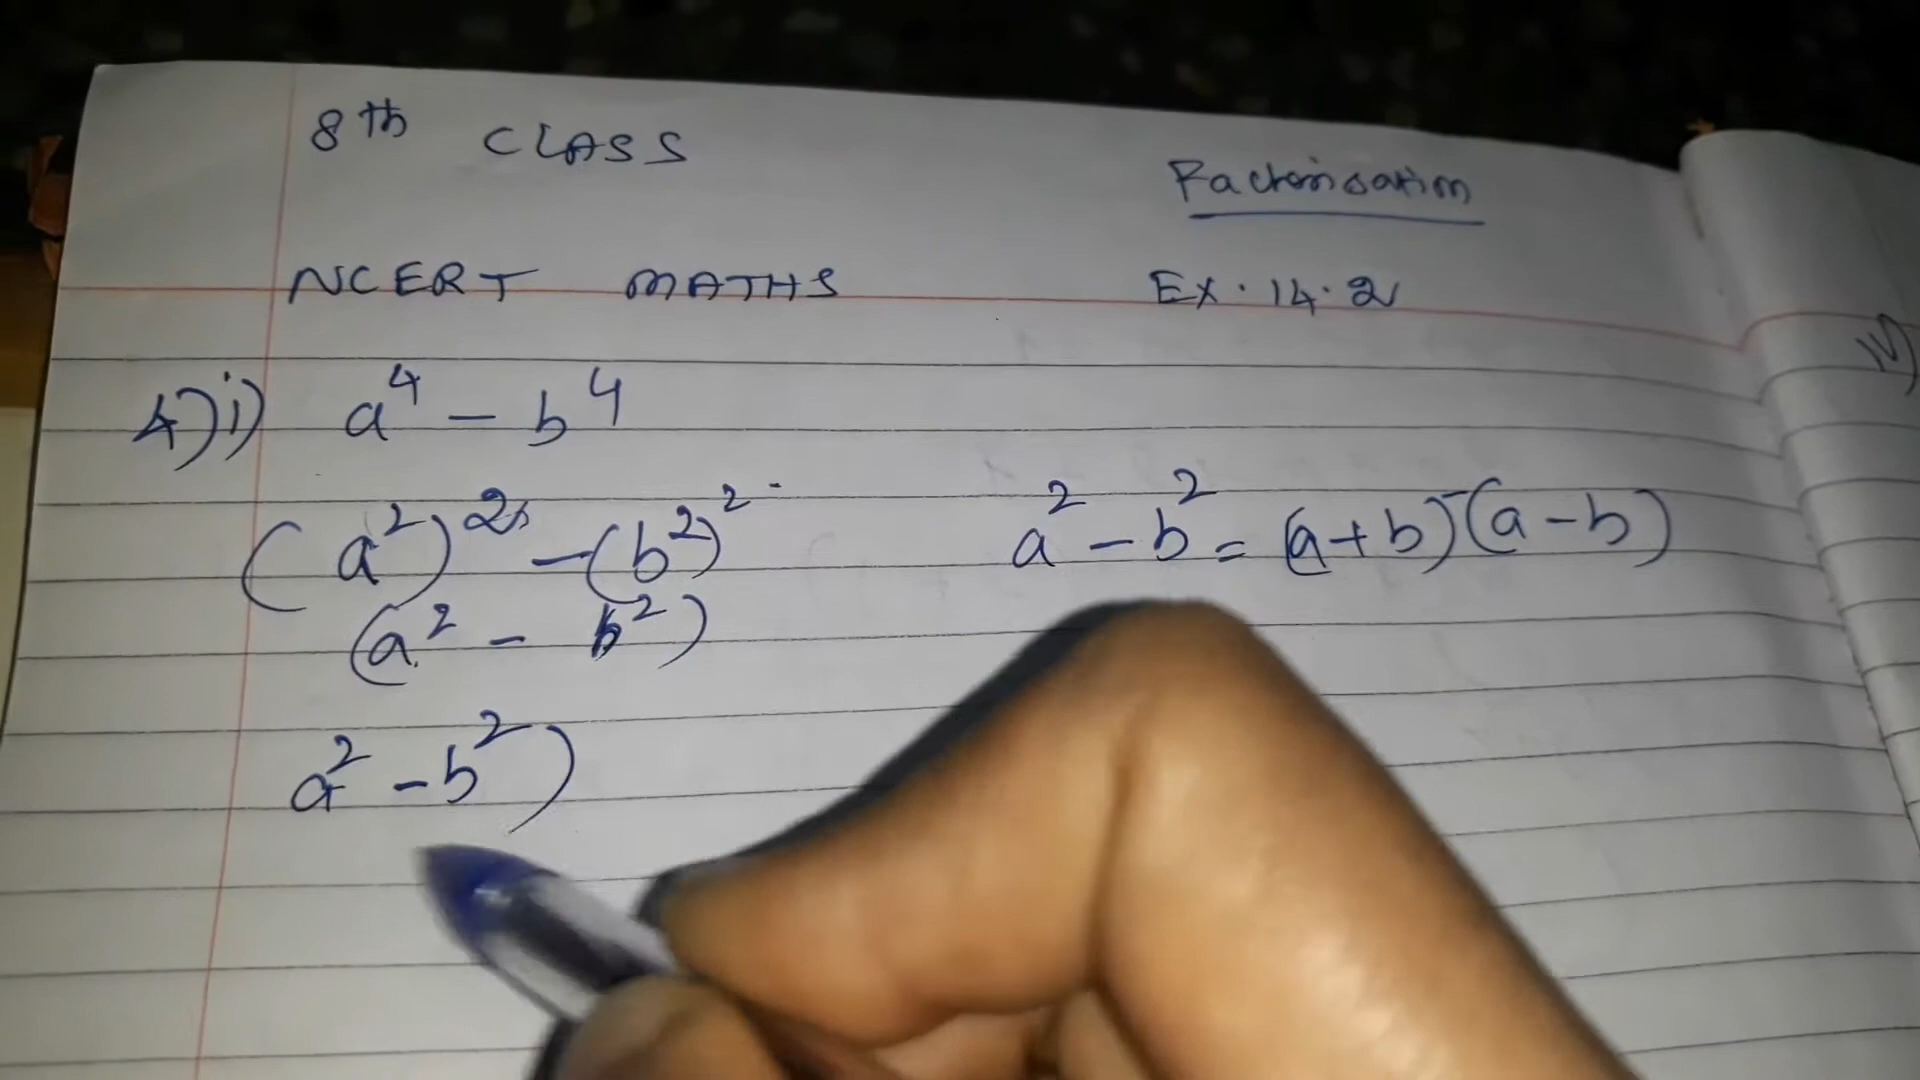 8th CLASS
Factorisation
NCERT MATHS
Ex. 14.2
4) i) a⁴ - b⁴
(a²)² - (b²)²
a² - b² = (a+b) (a-b)
(a² - b²)
a² - b²)
iv)